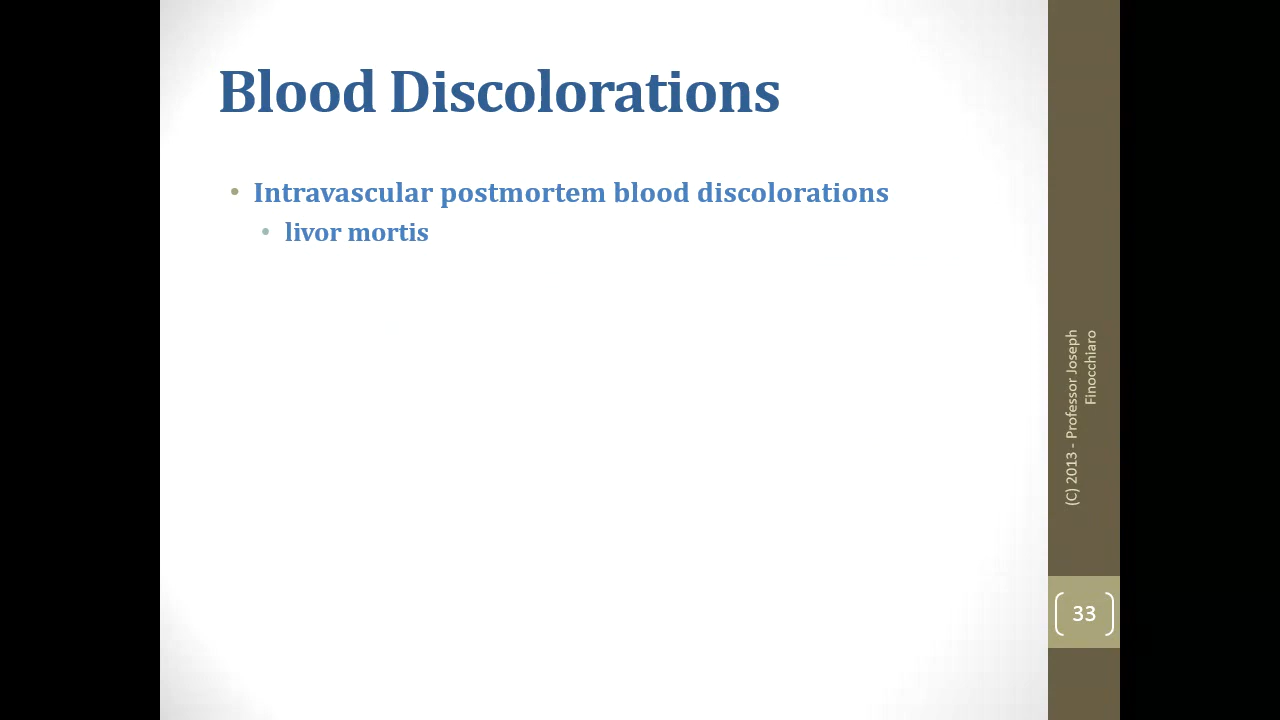 Blood Discolorations
• Intravascular postmortem blood discolorations
• livor mortis
(C) 2013 - Professor Joseph
Finocchiaro
33